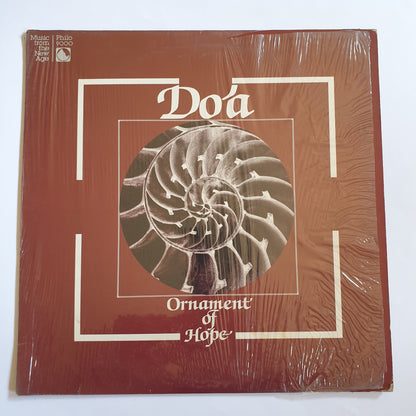 Music
from
the
New
Age
Philo
9000
Do'a
Ornament
of
Hope